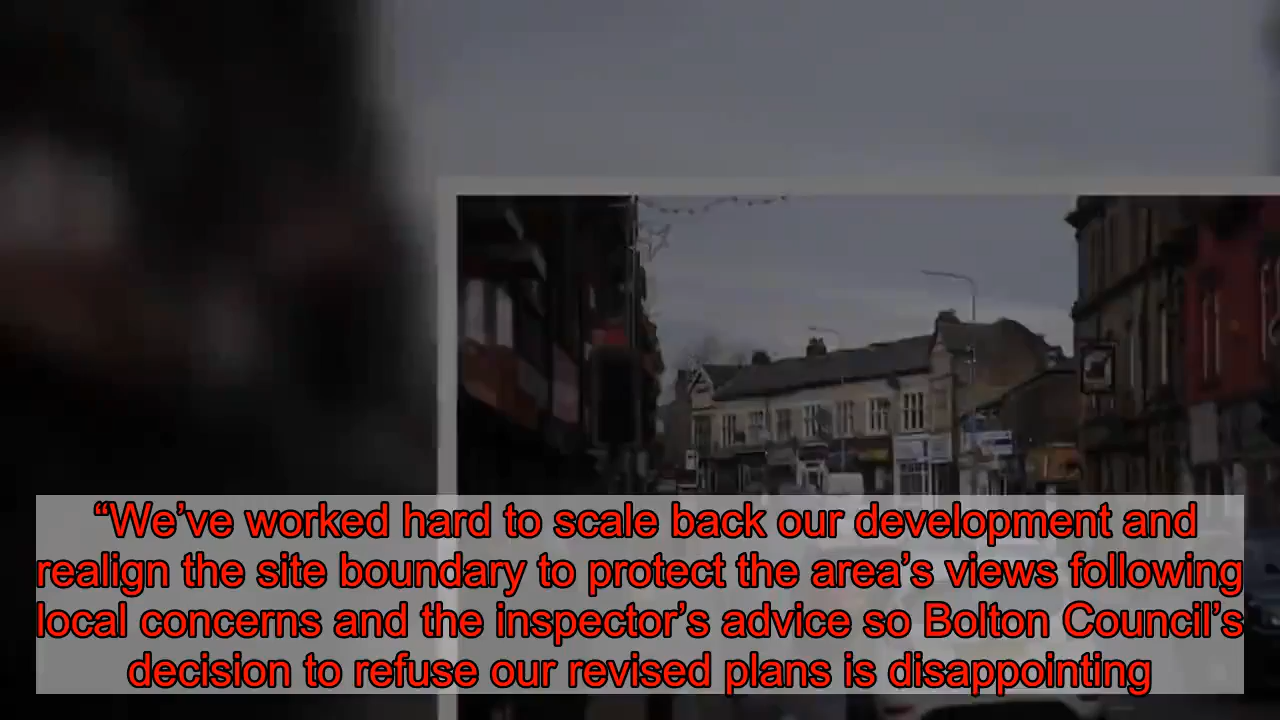 “We’ve worked hard to scale back our development and
realign the site boundary to protect the area’s views following
local concerns and the inspector’s advice so Bolton Council’s
decision to refuse our revised plans is disappointing